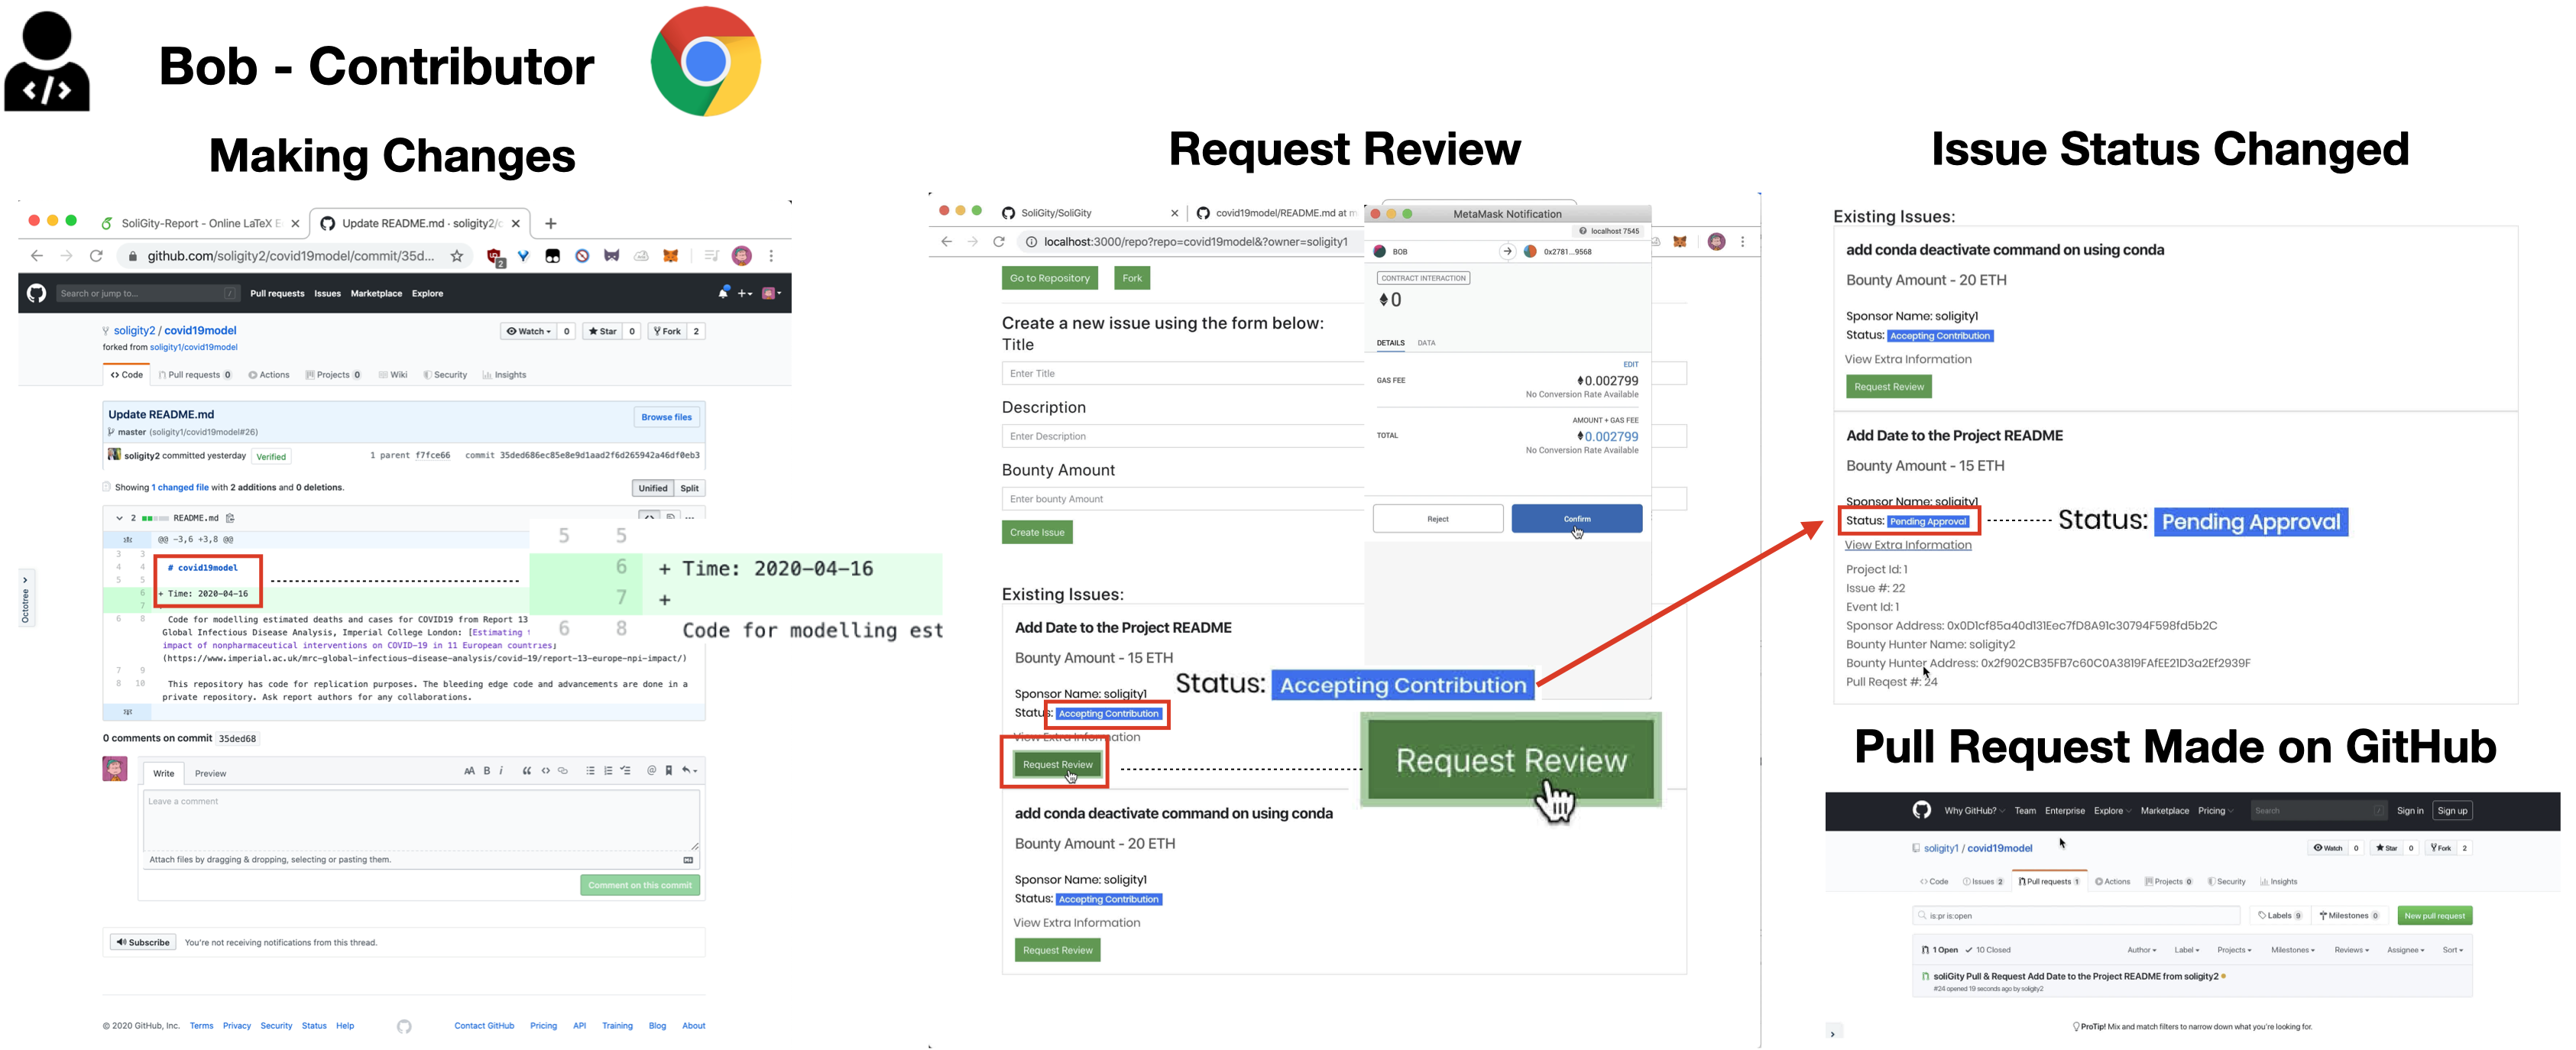 Bob - Contributor
Making Changes
SoliGity-Report - Online LaTeX E
Update README.md · soligity2/c
github.com/soligity2/covid19model/commit/35d...
2
Search or jump to...
/
Pull requests
Issues
Marketplace
Explore
soligity2 / covid19model
forked from soligity1/covid19model
Watch
0
Star
0
Fork
2
Code
Pull requests 0
Actions
Projects 0
Wiki
Security
Insights
Update README.md
Browse files
master (soligity1/covid19model#26)
soligity2 committed yesterday
Verified
1 parent f7fce66
commit 35ded686ec85e8e9d1aad2f6d265942a46df0eb3
Showing 1 changed file with 2 additions and 0 deletions.
Unified
Split
2
README.md
@@ -3,6 +3,8 @@
3 3
4 4 # covid19model
5 5
6 + Time: 2020-04-16
7
6 8 Code for modelling estimated deaths and cases for COVID19 from Report 13
Global Infectious Disease Analysis, Imperial College London: [Estimating
impact of nonpharmaceutical interventions on COVID-19 in 11 European countries]
(https://www.imperial.ac.uk/mrc-global-infectious-disease-analysis/covid-19/report-13-europe-npi-impact/)
7 9
8 10 This repository has code for replication purposes. The bleeding edge code and advancements are done in a
private repository. Ask report authors for any collaborations.
5 5
6 + Time: 2020-04-16
7 +
6 8 Code for modelling est
Octotree
0 comments on commit 35ded68
Write
Preview
AA B i
Leave a comment
Attach files by dragging & dropping, selecting or pasting them.
Comment on this commit
Subscribe
You're not receiving notifications from this thread.
© 2020 GitHub, Inc.
Terms
Privacy
Security
Status
Help
Contact GitHub
Pricing
API
Training
Blog
About
Request Review
SoliGity/SoliGity
covid19model/README.md at m
localhost:3000/repo?repo=covid19model&?owner=soligity1
Go to Repository
Fork
Create a new issue using the form below:
Title
Enter Title
Description
Enter Description
Bounty Amount
Enter bounty Amount
Create Issue
Existing Issues:
Add Date to the Project README
Bounty Amount - 15 ETH
Sponsor Name: soligity1
Status: Accepting Contribution
View Extra Information
Request Review
Status: Accepting Contribution
Request Review
add conda deactivate command on using conda
Bounty Amount - 20 ETH
Sponsor Name: soligity1
Status: Accepting Contribution
View Extra Information
Request Review
MetaMask Notification
localhost 7545
BOB
0x2781...9568
CONTRACT INTERACTION
0
DETAILS
DATA
EDIT
GAS FEE
0.002799
No Conversion Rate Available
AMOUNT + GAS FEE
TOTAL
0.002799
No Conversion Rate Available
Reject
Confirm
Issue Status Changed
Existing Issues:
add conda deactivate command on using conda
Bounty Amount - 20 ETH
Sponsor Name: soligity1
Status: Accepting Contribution
View Extra Information
Request Review
Add Date to the Project README
Bounty Amount - 15 ETH
Sponsor Name: soligity1
Status: Pending Approval
Status: Pending Approval
View Extra Information
Project Id: 1
Issue #: 22
Event Id: 1
Sponsor Address: 0x0D1cf85a40d131Eec7fD8A91c30794F598fd5b2C
Bounty Hunter Name: soligity2
Bounty Hunter Address: 0x2f902CB35FB7c60C0A3819FAfEE21D3a2Ef2939F
Pull Reqest #: 24
Pull Request Made on GitHub
Why GitHub?
Team
Enterprise
Explore
Marketplace
Pricing
Search
/
Sign in
Sign up
soligity1 / covid19model
Watch
0
Star
0
Fork
2
Code
Issues 2
Pull requests 1
Actions
Projects 0
Security
Insights
is:pr is:open
Labels 9
Milestones 0
New pull request
1 Open
10 Closed
Author
Label
Projects
Milestones
Reviews
Assignee
Sort
soliGity Pull & Request Add Date to the Project README from soligity2
#24 opened 19 seconds ago by soligity2
ProTip! Mix and match filters to narrow down what you're looking for.